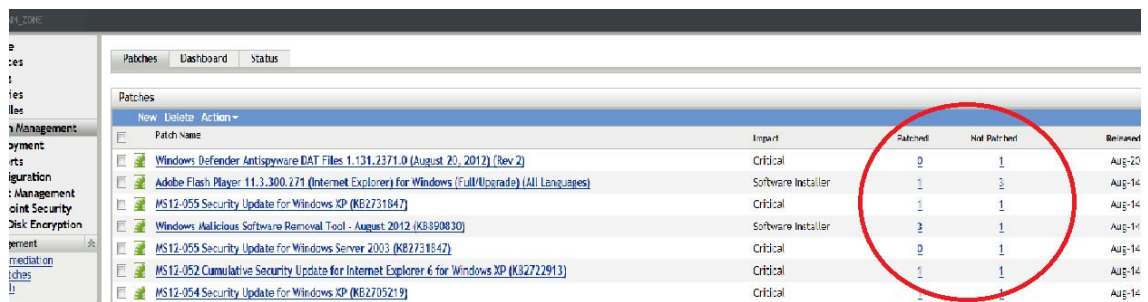 Patches Dashboard Status
Patches
New Delete Action
Patch Name Impact Patched Not Patched Released
Windows Defender Antispyware DAT Files 1.131.2371.0 (August 20, 2012) (Rev 2) Critical 0 1 Aug-20
Adobe Flash Player 11.3.300.271 (Internet Explorer) for Windows (Full/Upgrade) (All Languages) Software Installer 1 3 Aug-14
MS12-055 Security Update for Windows XP (KB2731847) Critical 1 1 Aug-14
Windows Malicious Software Removal Tool - August 2012 (KB890830) Software Installer 3 1 Aug-14
MS12-055 Security Update for Windows Server 2003 (KB2731847) Critical 0 1 Aug-14
MS12-052 Cumulative Security Update for Internet Explorer 6 for Windows XP (KB2722913) Critical 1 1 Aug-14
MS12-054 Security Update for Windows XP (KB2705219) Critical 1 1 Aug-14
Management
Management
Security
Disk Encryption